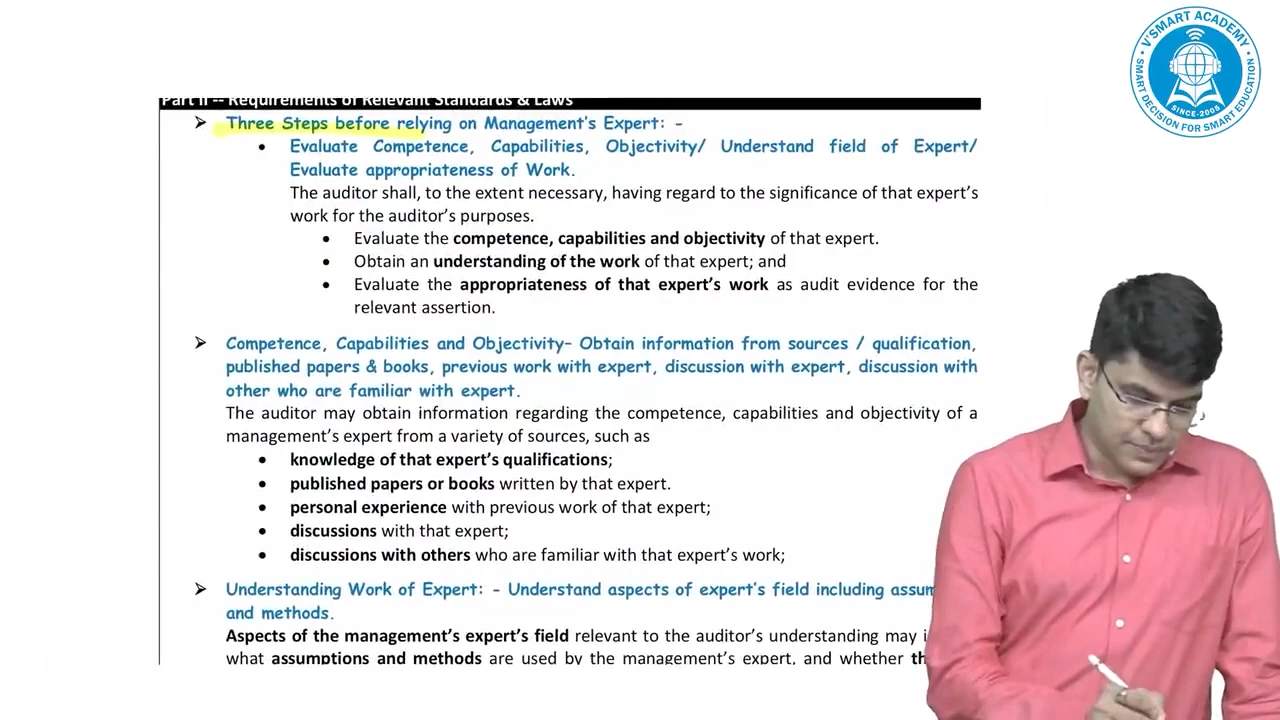 V'SMART ACADEMY
SINCE-2005
SMART DECISION FOR SMART EDUCATION
Part II -- Requirements of Relevant Standards & Laws
➢ Three Steps before relying on Management's Expert: -
• Evaluate Competence, Capabilities, Objectivity/ Understand field of Expert/
Evaluate appropriateness of Work.
The auditor shall, to the extent necessary, having regard to the significance of that expert's
work for the auditor's purposes.
• Evaluate the competence, capabilities and objectivity of that expert.
• Obtain an understanding of the work of that expert; and
• Evaluate the appropriateness of that expert's work as audit evidence for the
relevant assertion.
➢ Competence, Capabilities and Objectivity– Obtain information from sources / qualification,
published papers & books, previous work with expert, discussion with expert, discussion with
other who are familiar with expert.
The auditor may obtain information regarding the competence, capabilities and objectivity of a
management's expert from a variety of sources, such as
• knowledge of that expert's qualifications;
• published papers or books written by that expert.
• personal experience with previous work of that expert;
• discussions with that expert;
• discussions with others who are familiar with that expert's work;
➢ Understanding Work of Expert: - Understand aspects of expert's field including
and methods.
Aspects of the management's expert's field relevant to the auditor's understanding may
what assumptions and methods are used by the management's expert, and whether